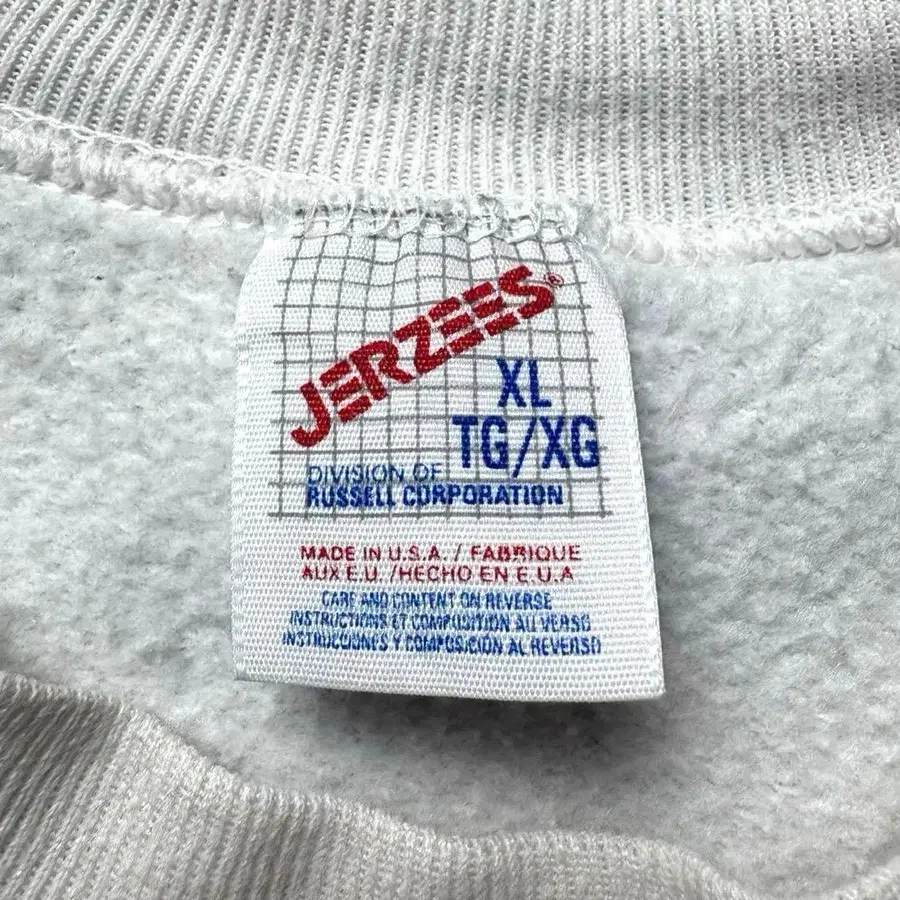 JERZEES®
XL
TG/XG
DIVISION OF
RUSSELL CORPORATION
MADE IN U.S.A. / FABRIQUE
AUX E.U. /HECHO EN E.U.A
CARE AND CONTENT ON REVERSE
INSTRUCTIONS ET COMPOSITION AU VERSO
INSTRUCCIONES Y COMPOSICIÓN AL REVERSO